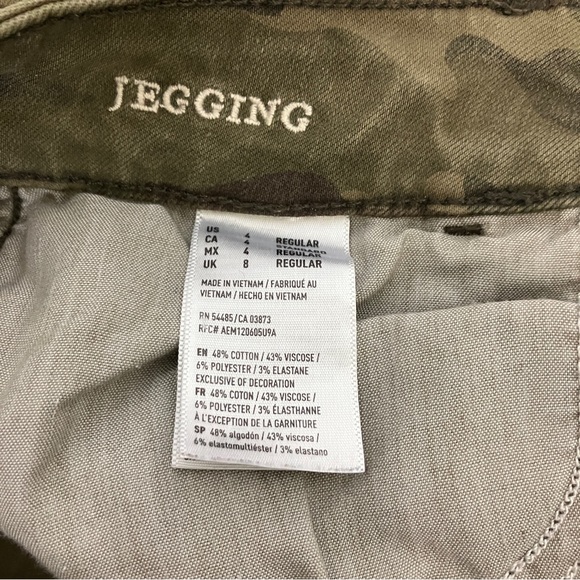 JEGGING
US 4 REGULAR
CA 4 STANDARD
MX 4 REGULAR
UK 8 REGULAR
MADE IN VIETNAM / FABRIQUÉ AU
VIETNAM / HECHO EN VIETNAM
RN 54485/CA 03873
RFC# AEM120605U9A
EN 48% COTTON / 43% VISCOSE /
6% POLYESTER / 3% ELASTANE
EXCLUSIVE OF DECORATION
FR 48% COTON / 43% VISCOSE /
6% POLYESTER / 3% ÉLASTHANNE
À L'EXCEPTION DE LA GARNITURE
SP 48% algodón / 43% viscosa /
6% elastomultiéster / 3% elastano